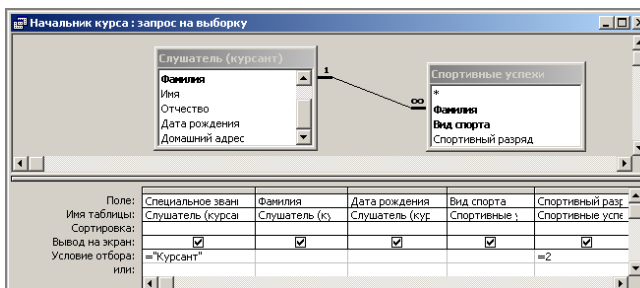 Начальник курса : запрос на выборку
Слушатель (курсант)
Фамилия
Имя
Отчество
Дата рождения
Домашний адрес
1
∞
Спортивные успехи
*
Фамилия
Вид спорта
Спортивный разряд
Поле: Специальное звани Фамилия Дата рождения Вид спорта Спортивный разр
Имя таблицы: Слушатель (курса Слушатель (ку Слушатель (кур Спортивные у Спортивные успе
Сортировка:
Вывод на экран:
Условие отбора: ="Курсант" =2
или: